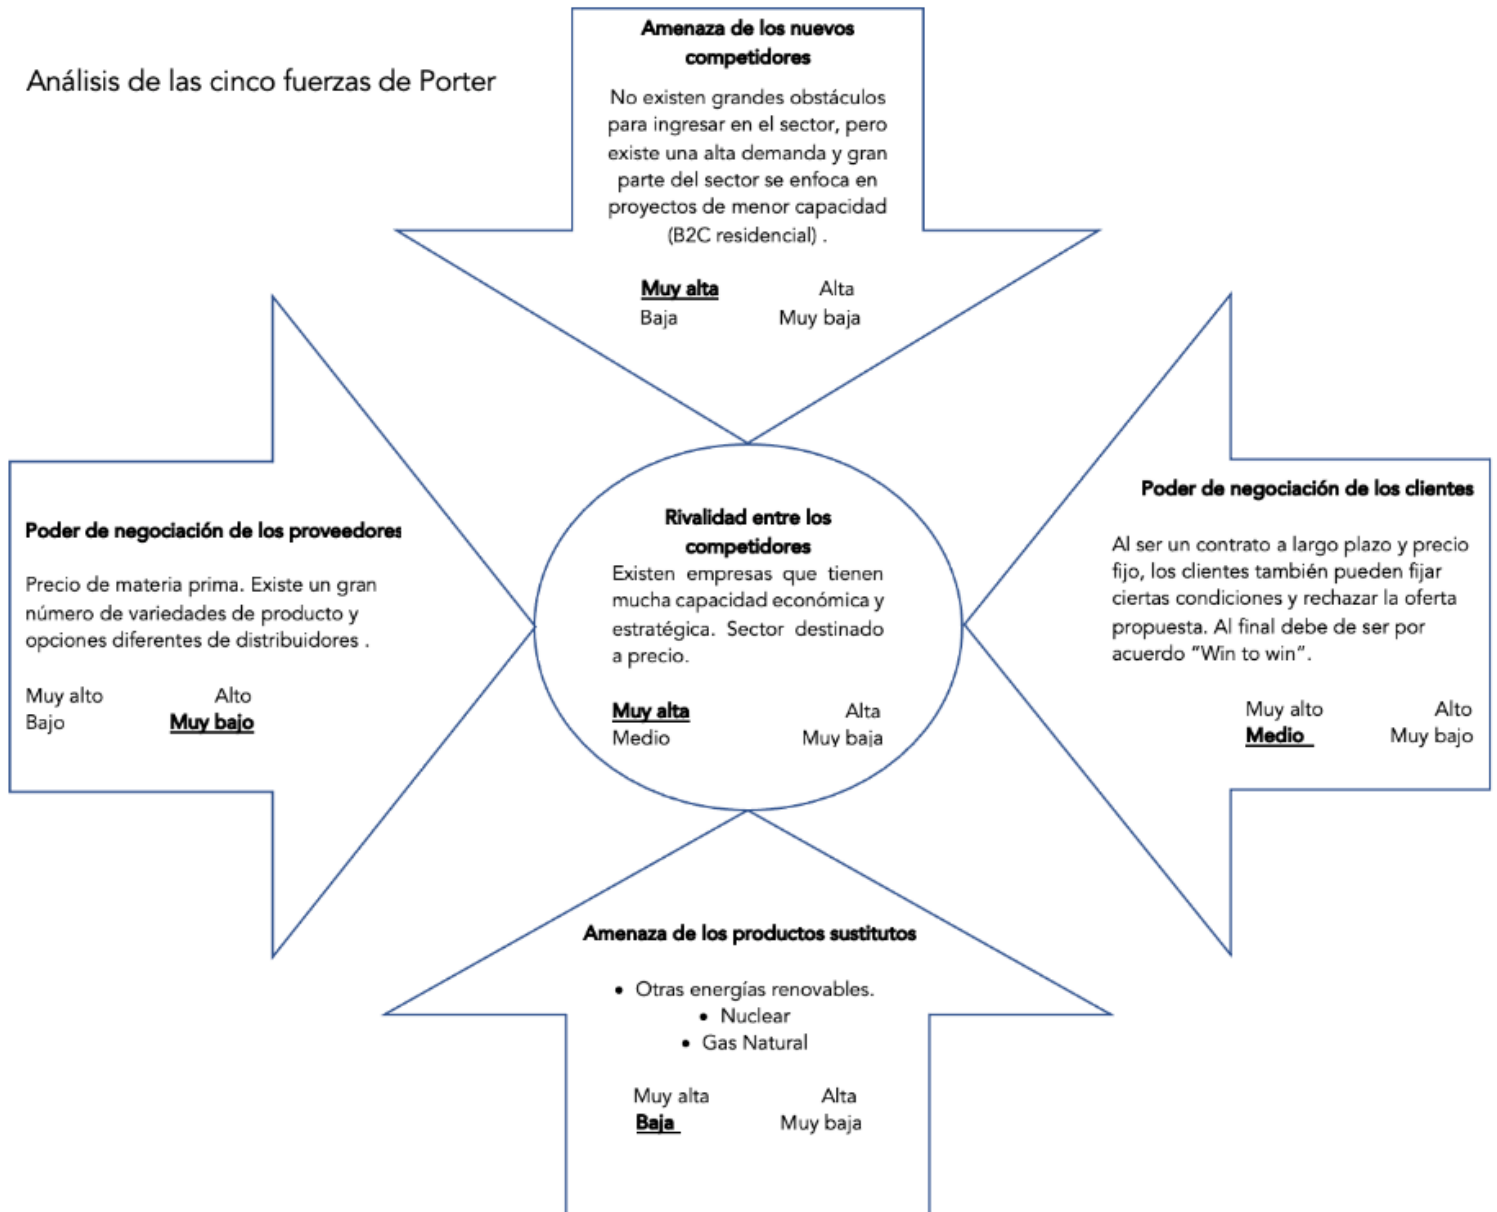 Análisis de las cinco fuerzas de Porter
Amenaza de los nuevos
competidores
No existen grandes obstáculos
para ingresar en el sector, pero
existe una alta demanda y gran
parte del sector se enfoca en
proyectos de menor capacidad
(B2C residencial) .
Muy alta Alta
Baja Muy baja
Poder de negociación de los proveedores
Precio de materia prima. Existe un gran
número de variedades de producto y
opciones diferentes de distribuidores .
Muy alto Alto
Bajo Muy bajo
Rivalidad entre los
competidores
Existen empresas que tienen
mucha capacidad económica y
estratégica. Sector destinado
a precio.
Muy alta Alta
Medio Muy baja
Poder de negociación de los clientes
Al ser un contrato a largo plazo y precio
fijo, los clientes también pueden fijar
ciertas condiciones y rechazar la oferta
propuesta. Al final debe de ser por
acuerdo “Win to win”.
Muy alto Alto
Medio Muy bajo
Amenaza de los productos sustitutos
• Otras energías renovables.
• Nuclear
• Gas Natural
Muy alta Alta
Baja Muy baja